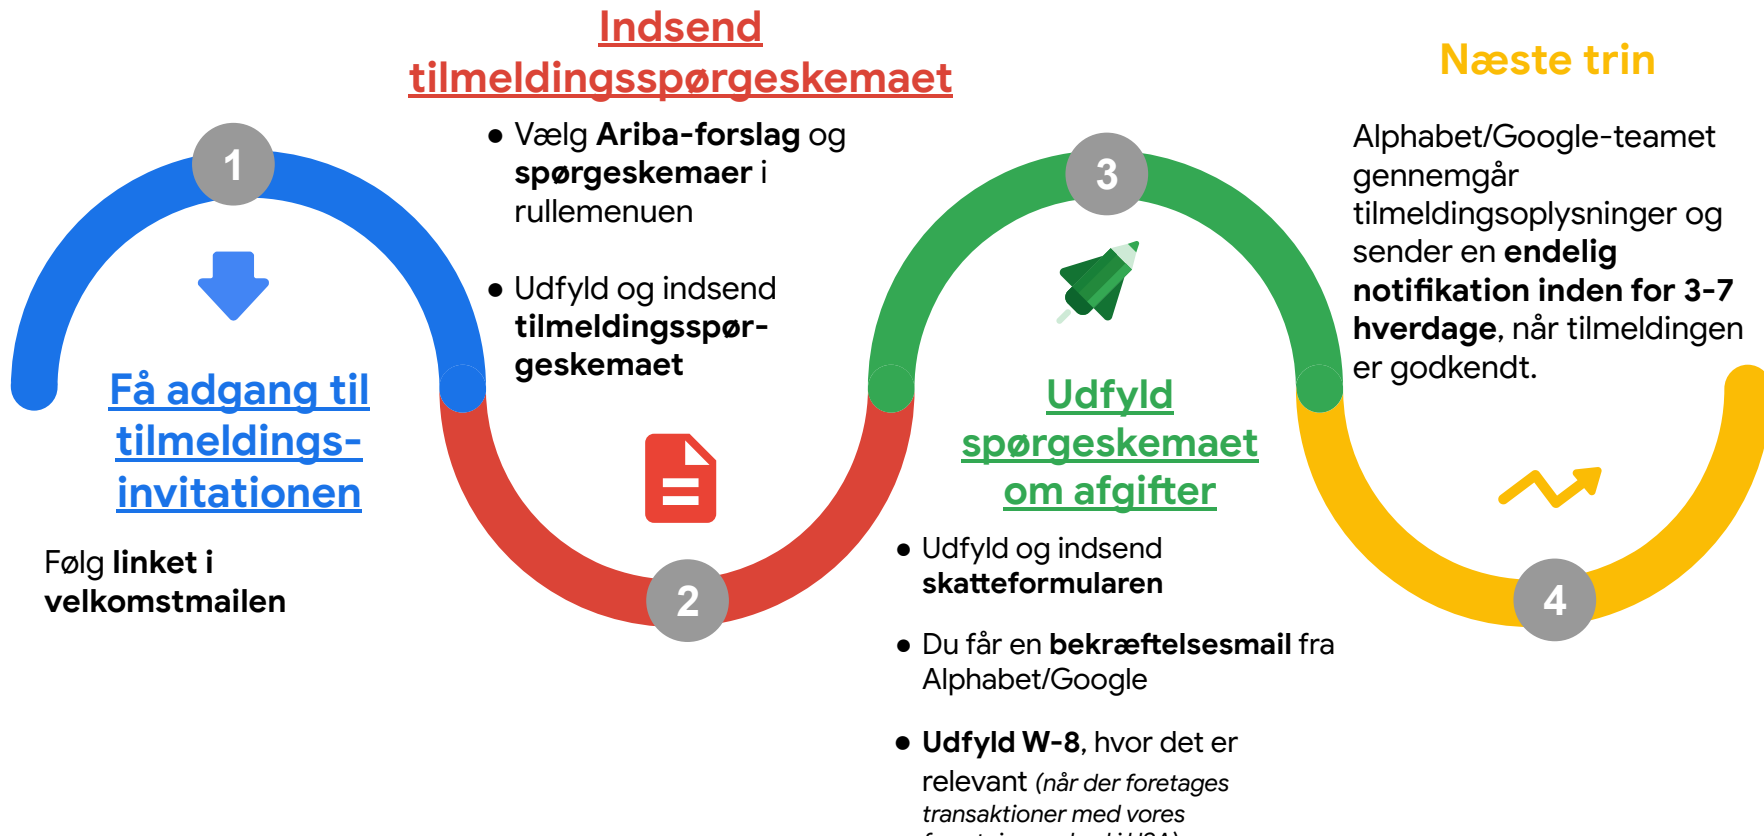 1
Få adgang til
tilmeldings-
invitationen
Følg linket i
velkomstmailen
Indsend
tilmeldingsspørgeskemaet
● Vælg Ariba-forslag og
spørgeskemaer i
rullemenuen
● Udfyld og indsend
tilmeldingsspør-
geskemaet
2
3
Udfyld
spørgeskemaet
om afgifter
● Udfyld og indsend
skatteformularen
● Du får en bekræftelsesmail fra
Alphabet/Google
● Udfyld W-8, hvor det er
relevant (når der foretages
transaktioner med vores
Næste trin
Alphabet/Google-teamet
gennemgår
tilmeldingsoplysninger og
sender en endelig
notifikation inden for 3-7
hverdage, når tilmeldingen
er godkendt.
4